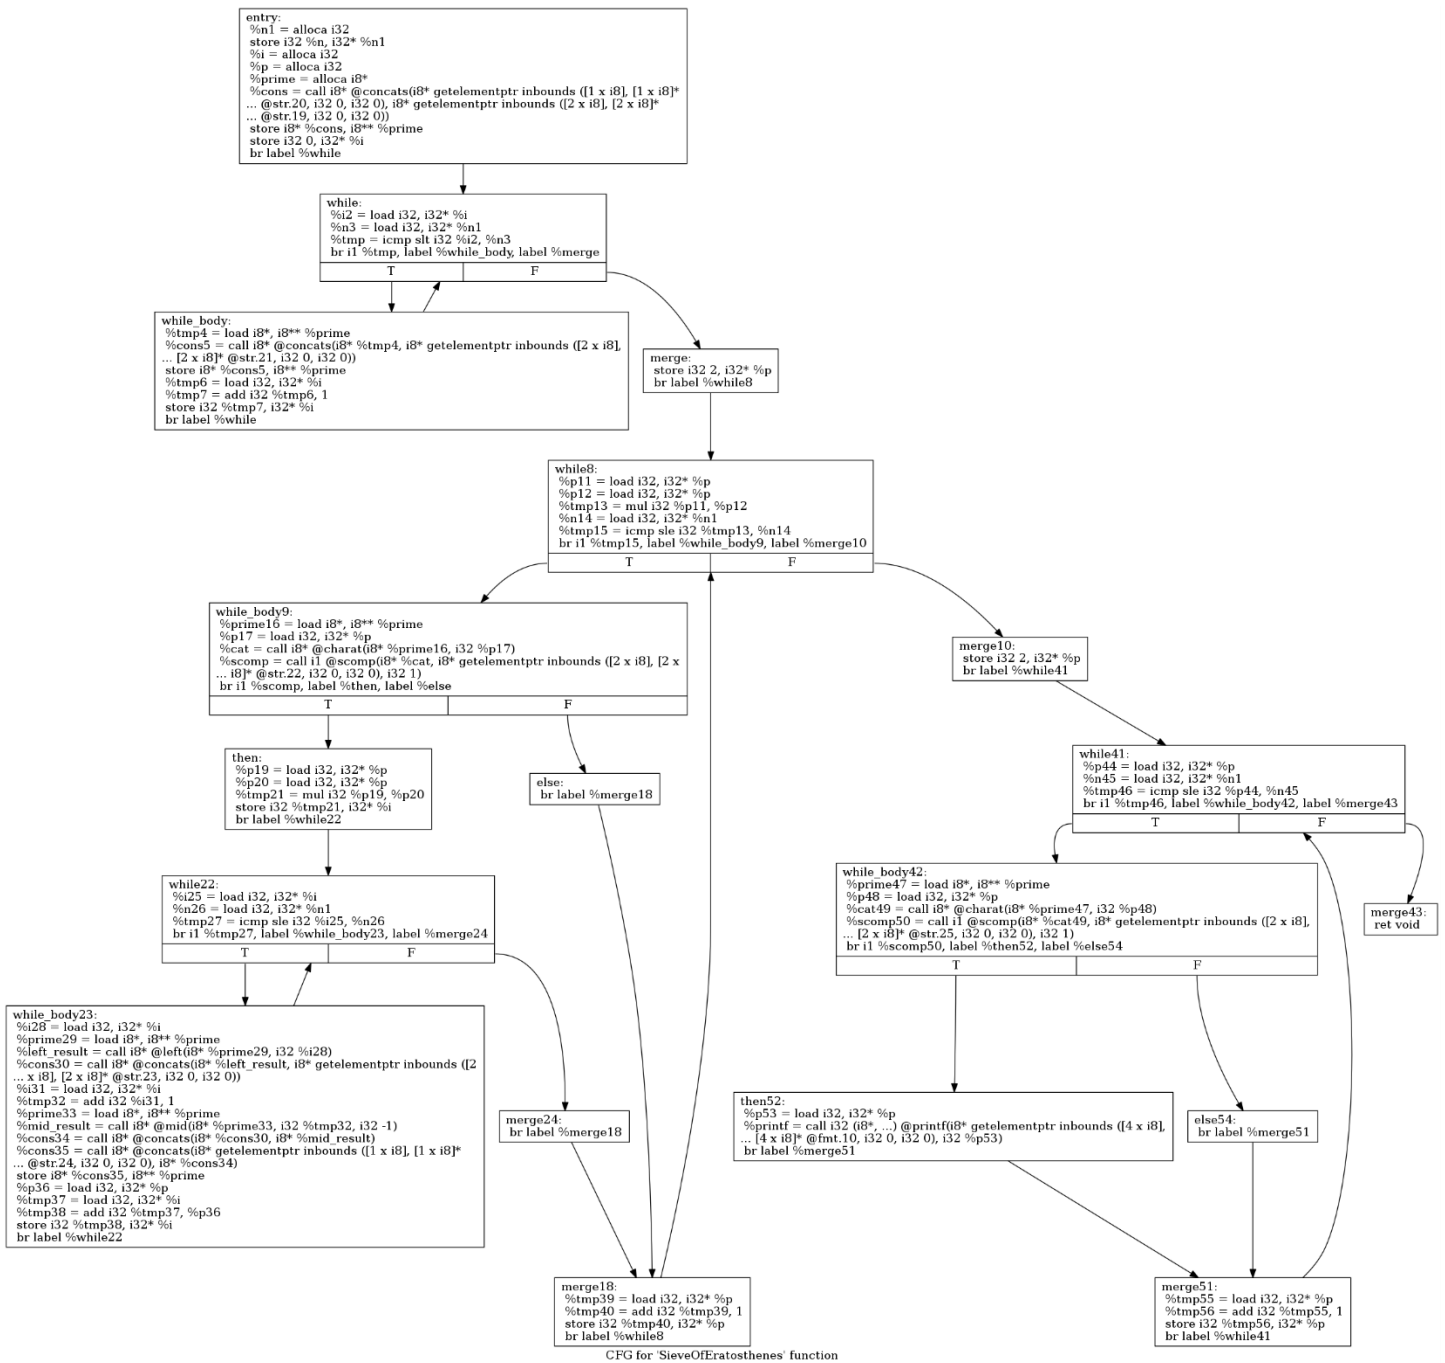 entry:
%n1 = alloca i32
store i32 %n, i32* %n1
%i = alloca i32
%p = alloca i32
%prime = alloca i8*
%cons = call i8* @concats(i8* getelementptr inbounds ([1 x i8], [1 x i8]*
... @str.20, i32 0, i32 0), i8* getelementptr inbounds ([2 x i8], [2 x i8]*
... @str.19, i32 0, i32 0))
store i8* %cons, i8** %prime
store i32 0, i32* %i
br label %while
while:
%i2 = load i32, i32* %i
%n3 = load i32, i32* %n1
%tmp = icmp slt i32 %i2, %n3
br i1 %tmp, label %while_body, label %merge
T
F
while_body:
%tmp4 = load i8*, i8** %prime
%cons5 = call i8* @concats(i8* %tmp4, i8* getelementptr inbounds ([2 x i8],
... [2 x i8]* @str.21, i32 0, i32 0))
store i8* %cons5, i8** %prime
%tmp6 = load i32, i32* %i
%tmp7 = add i32 %tmp6, 1
store i32 %tmp7, i32* %i
br label %while
merge:
store i32 2, i32* %p
br label %while8
while8:
%p11 = load i32, i32* %p
%p12 = load i32, i32* %p
%tmp13 = mul i32 %p11, %p12
%n14 = load i32, i32* %n1
%tmp15 = icmp sle i32 %tmp13, %n14
br i1 %tmp15, label %while_body9, label %merge10
T
F
while_body9:
%prime16 = load i8*, i8** %prime
%p17 = load i32, i32* %p
%cat = call i8* @charat(i8* %prime16, i32 %p17)
%scomp = call i1 @scomp(i8* %cat, i8* getelementptr inbounds ([2 x i8], [2 x
... i8]* @str.22, i32 0, i32 0), i32 1)
br i1 %scomp, label %then, label %else
T
F
merge10:
store i32 2, i32* %p
br label %while41
then:
%p19 = load i32, i32* %p
%p20 = load i32, i32* %p
%tmp21 = mul i32 %p19, %p20
store i32 %tmp21, i32* %i
br label %while22
else:
br label %merge18
while41:
%p44 = load i32, i32* %p
%n45 = load i32, i32* %n1
%tmp46 = icmp sle i32 %p44, %n45
br i1 %tmp46, label %while_body42, label %merge43
T
F
while22:
%i25 = load i32, i32* %i
%n26 = load i32, i32* %n1
%tmp27 = icmp sle i32 %i25, %n26
br i1 %tmp27, label %while_body23, label %merge24
T
F
while_body42:
%prime47 = load i8*, i8** %prime
%p48 = load i32, i32* %p
%cat49 = call i8* @charat(i8* %prime47, i32 %p48)
%scomp50 = call i1 @scomp(i8* %cat49, i8* getelementptr inbounds ([2 x i8],
... [2 x i8]* @str.25, i32 0, i32 0), i32 1)
br i1 %scomp50, label %then52, label %else54
T
F
merge43:
ret void
while_body23:
%i28 = load i32, i32* %i
%prime29 = load i8*, i8** %prime
%left_result = call i8* @left(i8* %prime29, i32 %i28)
%cons30 = call i8* @concats(i8* %left_result, i8* getelementptr inbounds ([2
... x i8], [2 x i8]* @str.23, i32 0, i32 0))
%i31 = load i32, i32* %i
%tmp32 = add i32 %i31, 1
%prime33 = load i8*, i8** %prime
%mid_result = call i8* @mid(i8* %prime33, i32 %tmp32, i32 -1)
%cons34 = call i8* @concats(i8* %cons30, i8* %mid_result)
%cons35 = call i8* @concats(i8* getelementptr inbounds ([1 x i8], [1 x i8]*
... @str.24, i32 0, i32 0), i8* %cons34)
store i8* %cons35, i8** %prime
%p36 = load i32, i32* %p
%tmp37 = load i32, i32* %i
%tmp38 = add i32 %tmp37, %p36
store i32 %tmp38, i32* %i
br label %while22
merge24:
br label %merge18
then52:
%p53 = load i32, i32* %p
%printf = call i32 (i8*, ...) @printf(i8* getelementptr inbounds ([4 x i8],
... [4 x i8]* @fmt.10, i32 0, i32 0), i32 %p53)
br label %merge51
else54:
br label %merge51
merge18:
%tmp39 = load i32, i32* %p
%tmp40 = add i32 %tmp39, 1
store i32 %tmp40, i32* %p
br label %while8
merge51:
%tmp55 = load i32, i32* %p
%tmp56 = add i32 %tmp55, 1
store i32 %tmp56, i32* %p
br label %while41
CFG for 'SieveOfEratosthenes' function